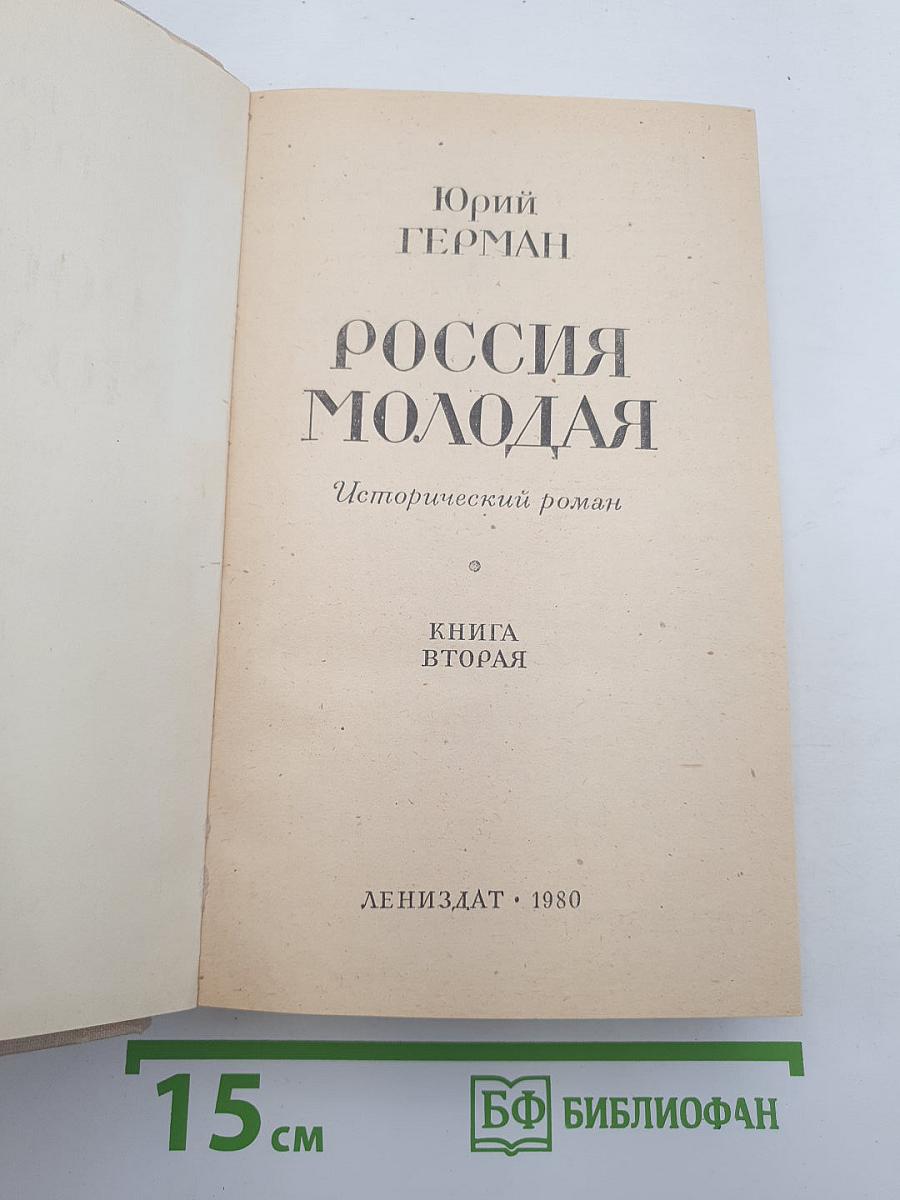 Юрий
ГЕРМАН
РОССИЯ
МОЛОДАЯ
Исторический роман
КНИГА
ВТОРАЯ
ЛЕНИЗДАТ • 1980
15 см
БФ БИБЛИОФАН